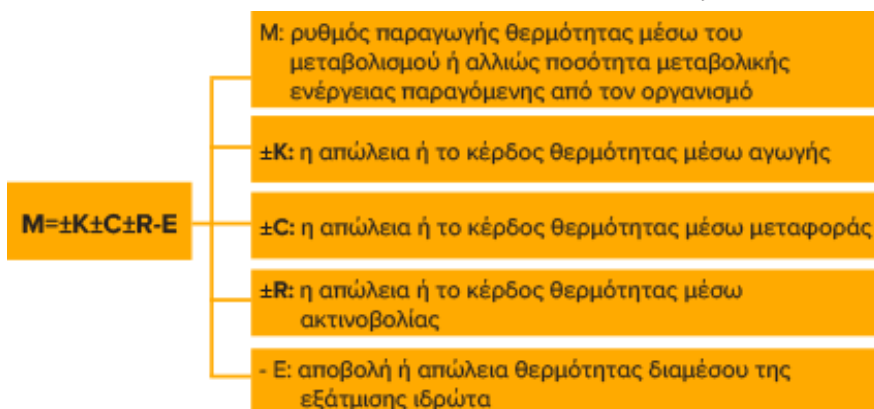 M: ρυθμός παραγωγής θερμότητας μέσω του
μεταβολισμού ή αλλιώς ποσότητα μεταβολικής
ενέργειας παραγόμενης από τον οργανισμό
±K: η απώλεια ή το κέρδος θερμότητας μέσω αγωγής
M=±K±C±R-E
±C: η απώλεια ή το κέρδος θερμότητας μέσω μεταφοράς
±R: η απώλεια ή το κέρδος θερμότητας μέσω
ακτινοβολίας
- E: αποβολή ή απώλεια θερμότητας διαμέσου της
εξάτμισης ιδρώτα